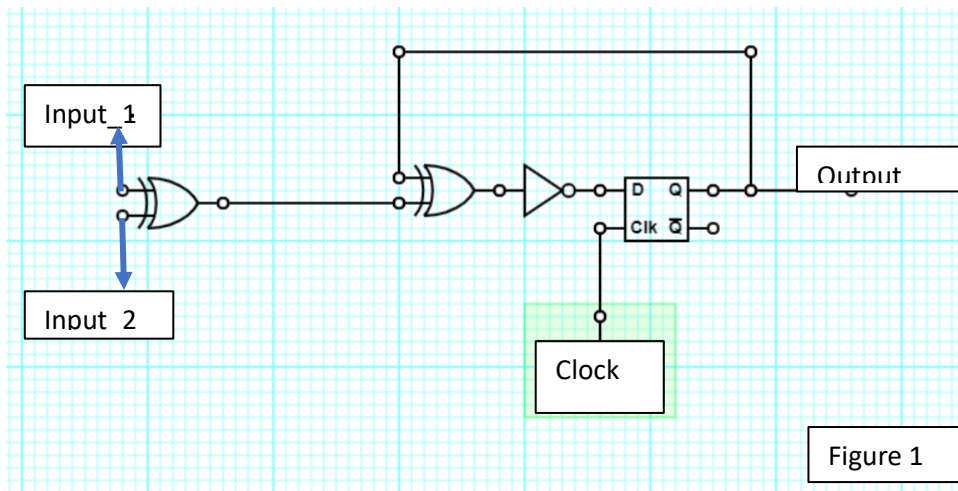 Input_1
Output
D Q
Clk Q̅
Input_2
Clock
Figure 1